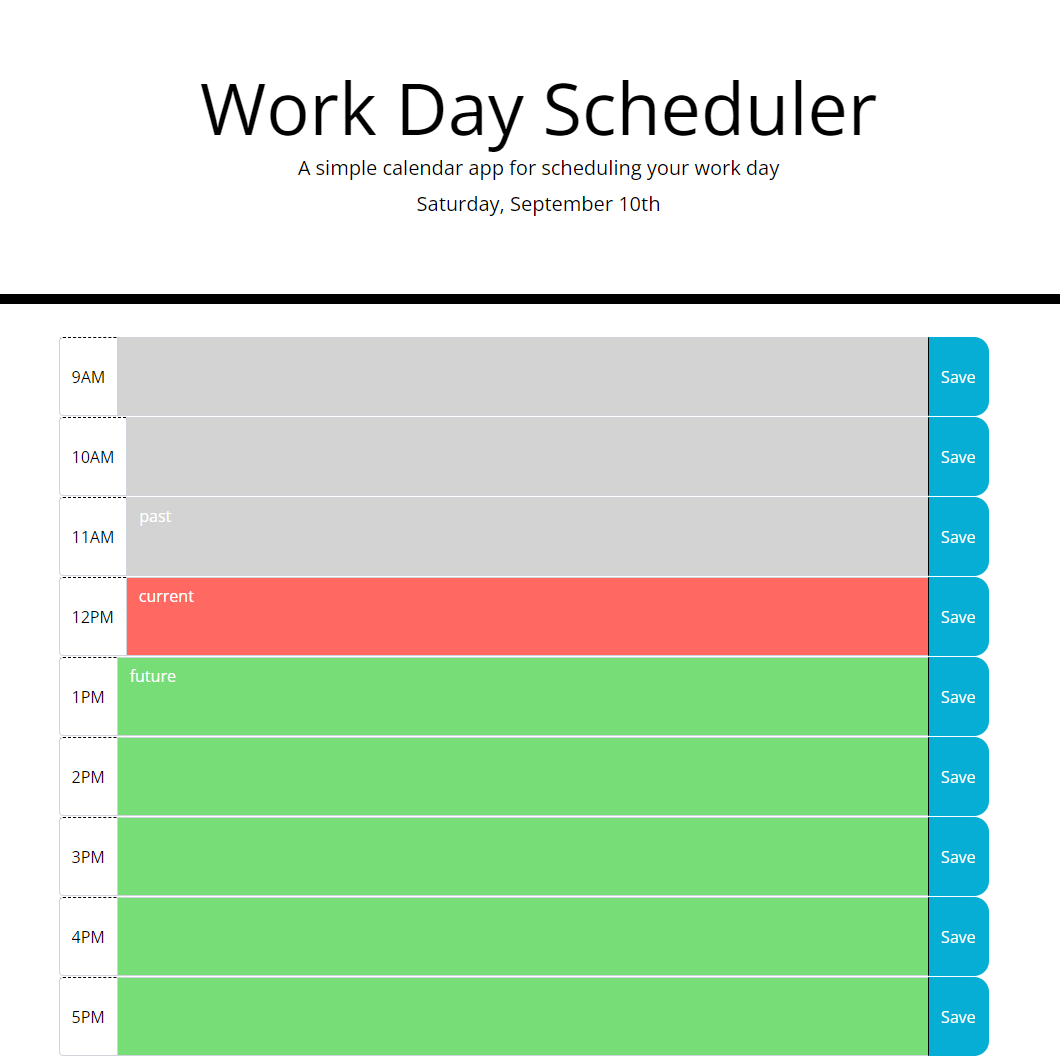 Work Day Scheduler
A simple calendar app for scheduling your work day
Saturday, September 10th
9AM Save
10AM Save
past
11AM Save
current
12PM Save
future
1PM Save
2PM Save
3PM Save
4PM Save
5PM Save